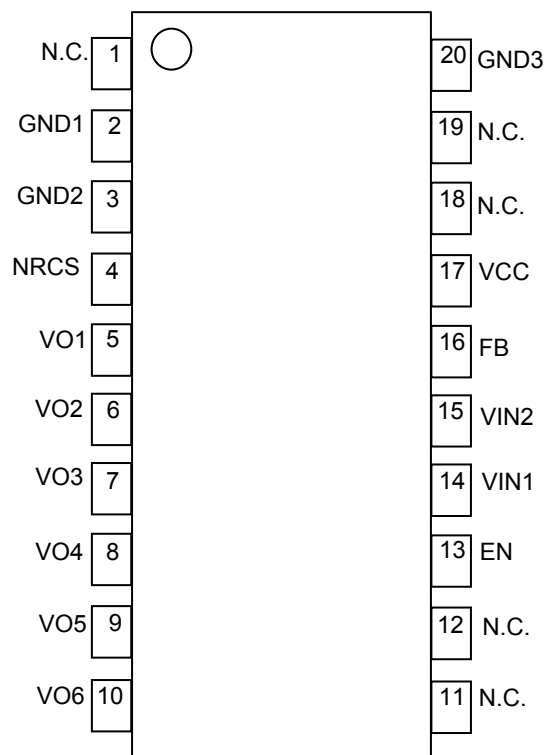 N.C. 1 20 GND3
GND1 2 19 N.C.
GND2 3 18 N.C.
NRCS 4 17 VCC
VO1 5 16 FB
VO2 6 15 VIN2
VO3 7 14 VIN1
VO4 8 13 EN
VO5 9 12 N.C.
VO6 10 11 N.C.